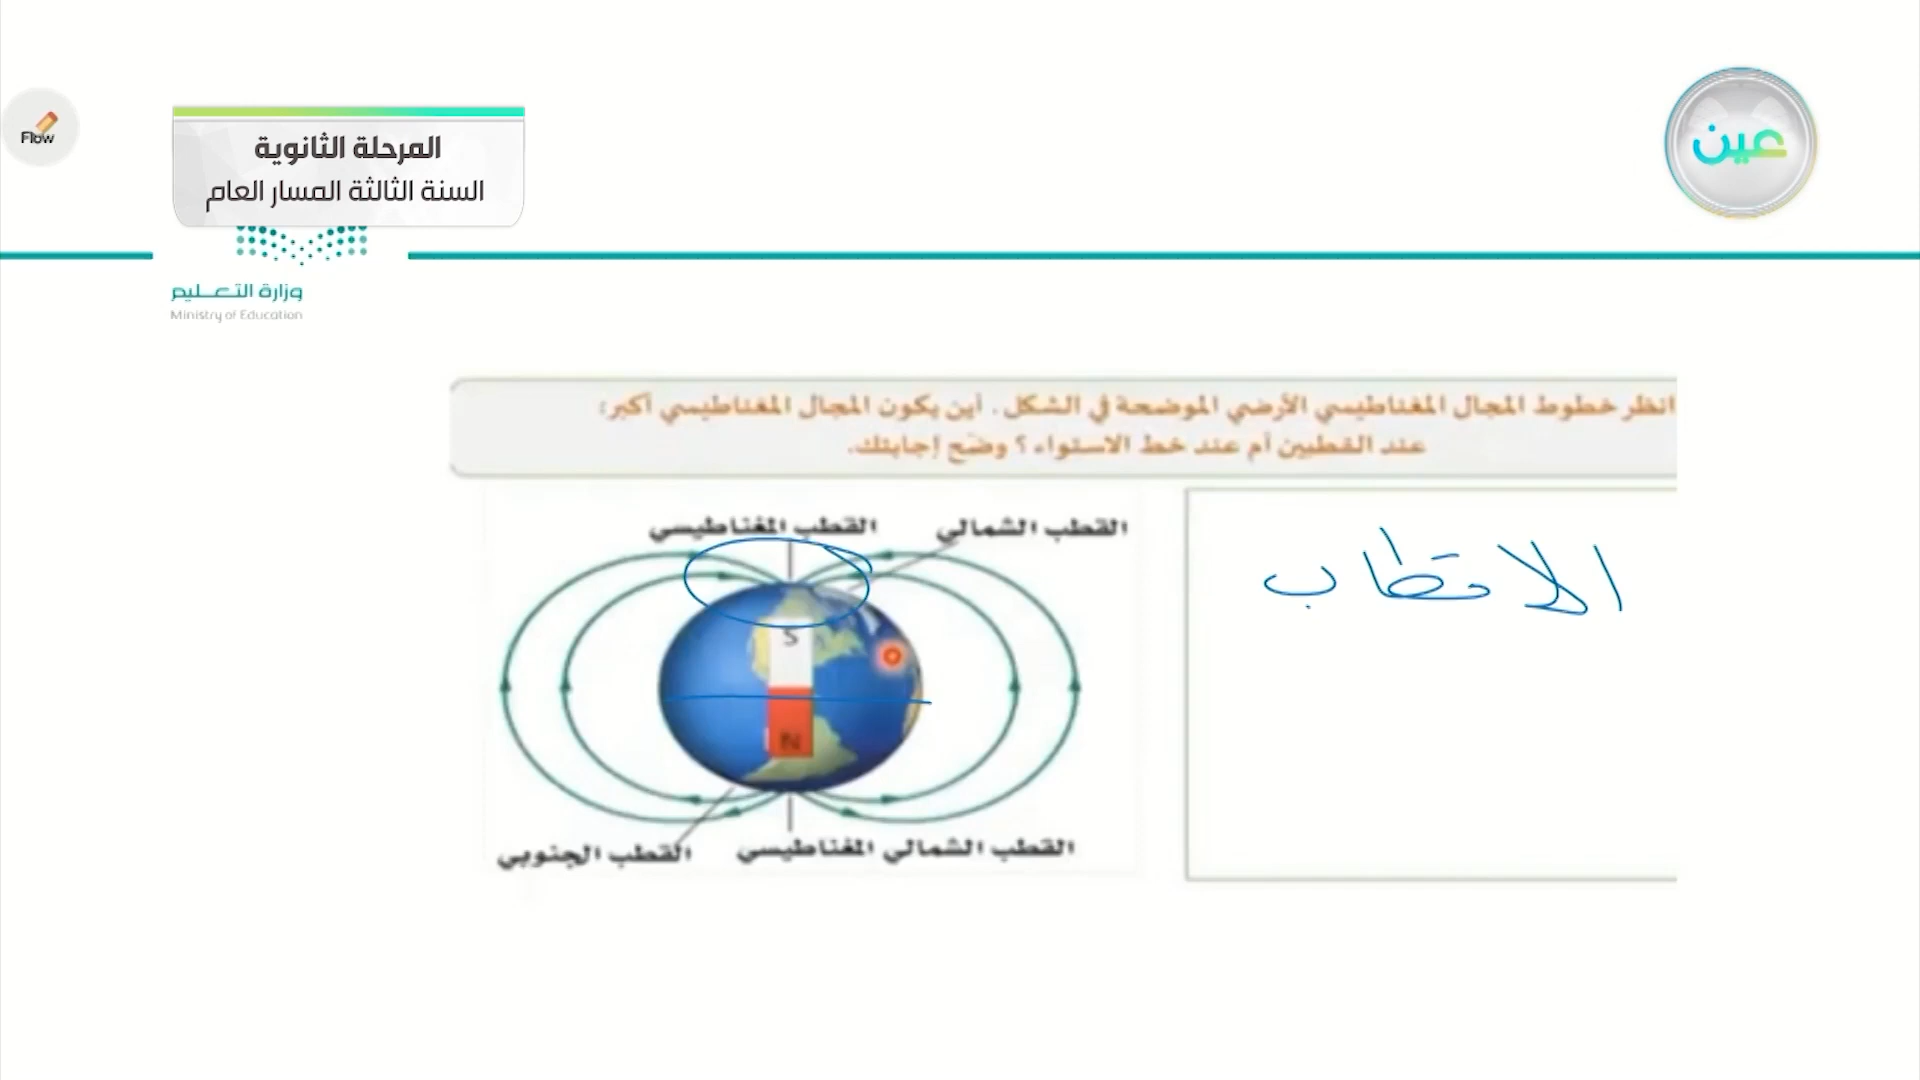 Flow
المرحلة الثانوية
السنة الثالثة المسار العام
عين
وزارة التعليم
Ministry of Education
انظر خطوط المجال المغناطيسي الأرضي الموضحة في الشكل. أين يكون المجال المغناطيسي أكبر:
عند القطبين أم عند خط الاستواء؟ وضّح إجابتك.
القطب الشمالي
القطب المغناطيسي
الاقطاب
S
N
القطب الشمالي المغناطيسي
القطب الجنوبي